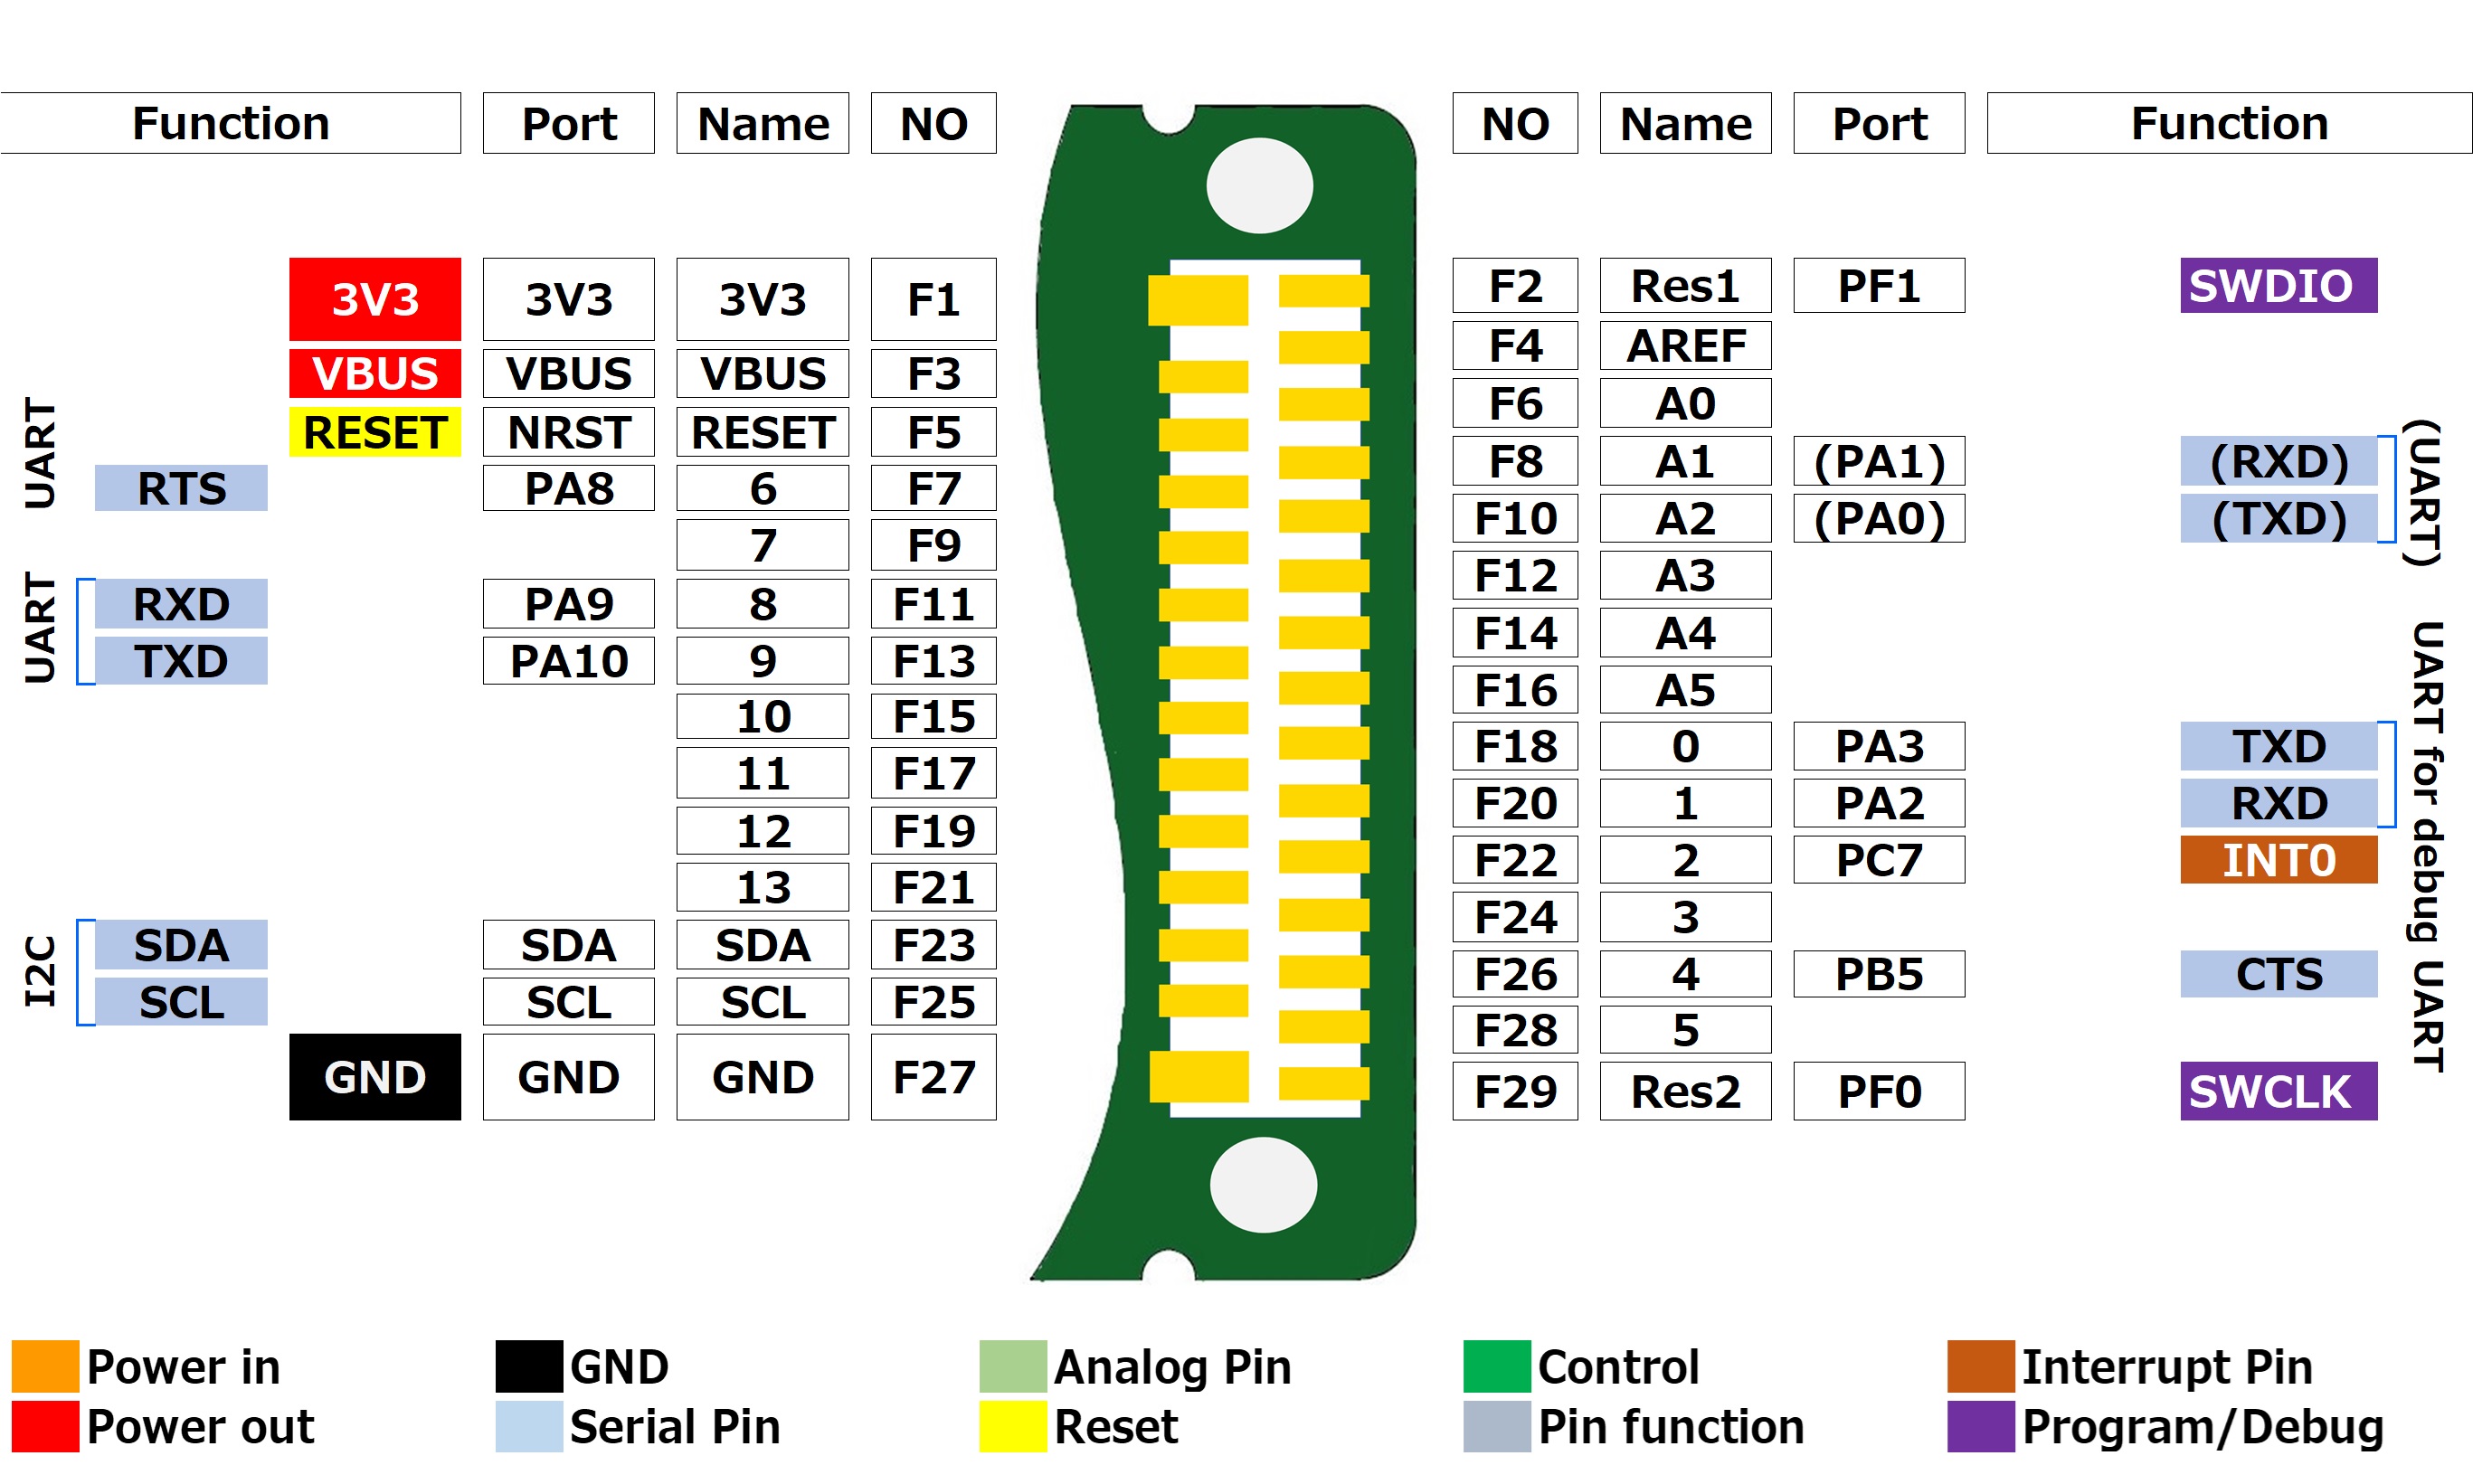 Function Port Name NO NO Name Port Function
3V3 3V3 3V3 F1 F2 Res1 PF1 SWDIO
F4 AREF
VBUS VBUS VBUS F3
F6 A0
RESET NRST RESET F5
F8 A1 (PA1) (RXD)
UART
RTS PA8 6 F7
F10 A2 (PA0) (TXD)
(UART)
7 F9
F12 A3
UART
RXD PA9 8 F11
F14 A4
TXD PA10 9 F13
F16 A5
10 F15
F18 0 PA3 TXD
11 F17
F20 1 PA2 RXD
UART for debug UART
12 F19
F22 2 PC7 INT0
13 F21
F24 3
I2C
SDA SDA SDA F23
F26 4 PB5 CTS
SCL SCL SCL F25
F28 5
GND GND GND F27
F29 Res2 PF0 SWCLK
Power in GND Analog Pin Control Interrupt Pin
Power out Serial Pin Reset Pin function Program/Debug